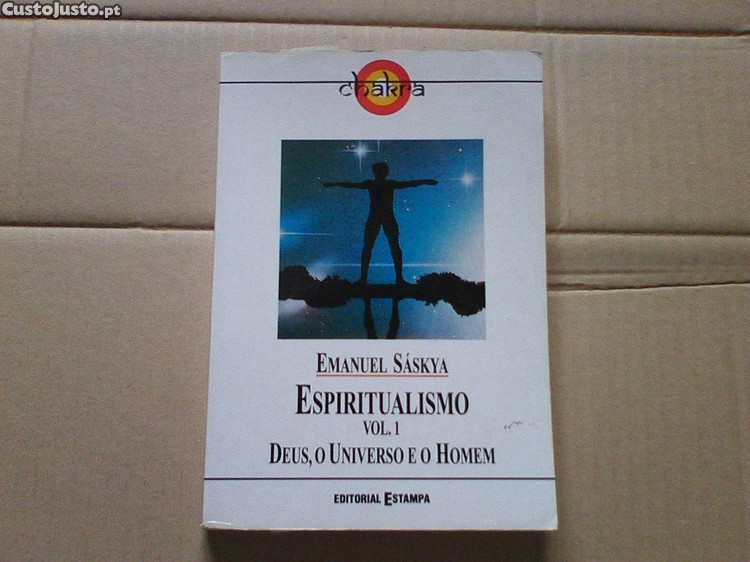 CustoJusto.pt
chakra
EMANUEL SÁSKYA
ESPIRITUALISMO
VOL. 1
DEUS, O UNIVERSO E O HOMEM
EDITORIAL ESTAMPA